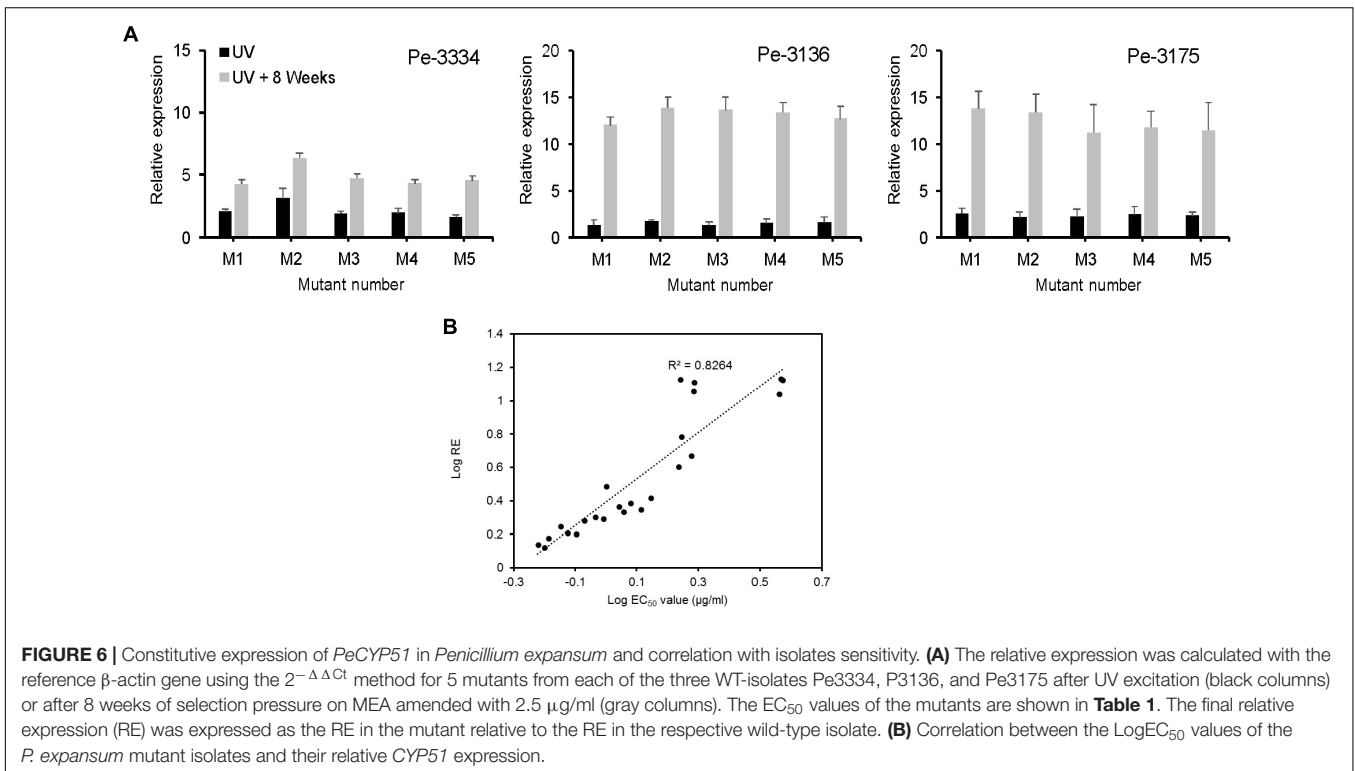 A
15
10
5
0
Relative expression
UV
UV + 8 Weeks
Pe-3334
M1 M2 M3 M4 M5
Mutant number
20
15
10
5
0
Relative expression
Pe-3136
M1 M2 M3 M4 M5
Mutant number
20
15
10
5
0
Relative expression
Pe-3175
M1 M2 M3 M4 M5
Mutant number
B
1.4
1.2
1
0.8
0.6
0.4
0.2
0
Log RE
R² = 0.8264
-0.3 -0.1 0.1 0.3 0.5 0.7
Log EC₅₀ value (µg/ml)
FIGURE 6 | Constitutive expression of PeCYP51 in Penicillium expansum and correlation with isolates sensitivity. (A) The relative expression was calculated with the
reference β-actin gene using the 2^−ΔΔCt method for 5 mutants from each of the three WT-isolates Pe3334, P3136, and Pe3175 after UV excitation (black columns)
or after 8 weeks of selection pressure on MEA amended with 2.5 µg/ml (gray columns). The EC₅₀ values of the mutants are shown in Table 1. The final relative
expression (RE) was expressed as the RE in the mutant relative to the RE in the respective wild-type isolate. (B) Correlation between the LogEC₅₀ values of the
P. expansum mutant isolates and their relative CYP51 expression.